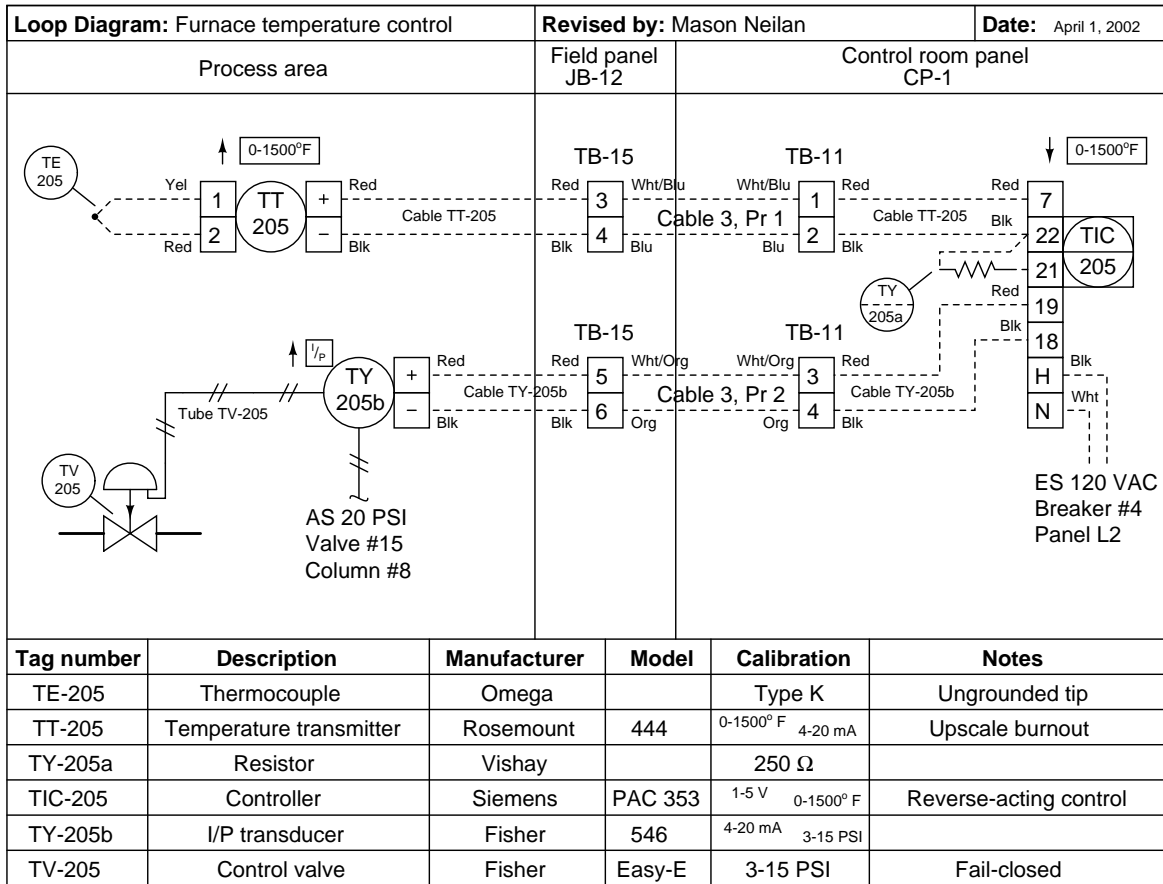 Loop Diagram: Furnace temperature control Revised by: Mason Neilan Date: April 1, 2002
Process area Field panel JB-12 Control room panel CP-1
TE 205
0-1500°F
Yel 1
Red 2
TT 205
+ Red
− Blk
Cable TT-205
TB-15
Red 3 Wht/Blu
Blk 4 Blu
Cable 3, Pr 1
TB-11
Wht/Blu 1 Red
Blu 2 Blk
Cable TT-205
0-1500°F
Red 7
Blk 22
21
Red 19
Blk 18
H Blk
N Wht
TIC 205
TY 205a
ES 120 VAC
Breaker #4
Panel L2
TV 205
Tube TV-205
I/P
TY 205b
+ Red
− Blk
Cable TY-205b
AS 20 PSI
Valve #15
Column #8
TB-15
Red 5 Wht/Org
Blk 6 Org
Cable 3, Pr 2
TB-11
Wht/Org 3 Red
Org 4 Blk
Cable TY-205b
Tag number Description Manufacturer Model Calibration Notes
TE-205 Thermocouple Omega Type K Ungrounded tip
TT-205 Temperature transmitter Rosemount 444 0-1500° F 4-20 mA Upscale burnout
TY-205a Resistor Vishay 250 Ω
TIC-205 Controller Siemens PAC 353 1-5 V 0-1500° F Reverse-acting control
TY-205b I/P transducer Fisher 546 4-20 mA 3-15 PSI
TV-205 Control valve Fisher Easy-E 3-15 PSI Fail-closed